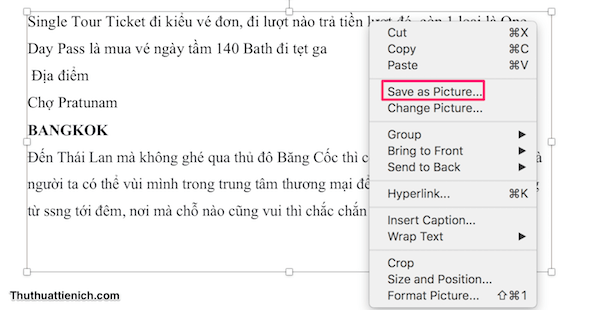 Single Tour Ticket đi kiểu vé đơn, đi lượt nào trả tiền lượt đó, còn 1 loại là One
Day Pass là mua vé ngày tầm 140 Bath đi tẹt ga
Địa điểm
Chợ Pratunam
BANGKOK
Đến Thái Lan mà không ghé qua thủ đô Băng Cốc thì
người ta có thể vùi mình trong trung tâm thương mại
từ ssng tới đêm, nơi mà chỗ nào cũng vui thì chắc chắn
Cut ⌘X
Copy ⌘C
Paste ⌘V
Save as Picture...
Change Picture...
Group ▶
Bring to Front ▶
Send to Back ▶
Hyperlink... ⌘K
Insert Caption...
Wrap Text ▶
Crop
Size and Position...
Format Picture... ⇧⌘1
Thuthuattienich.com